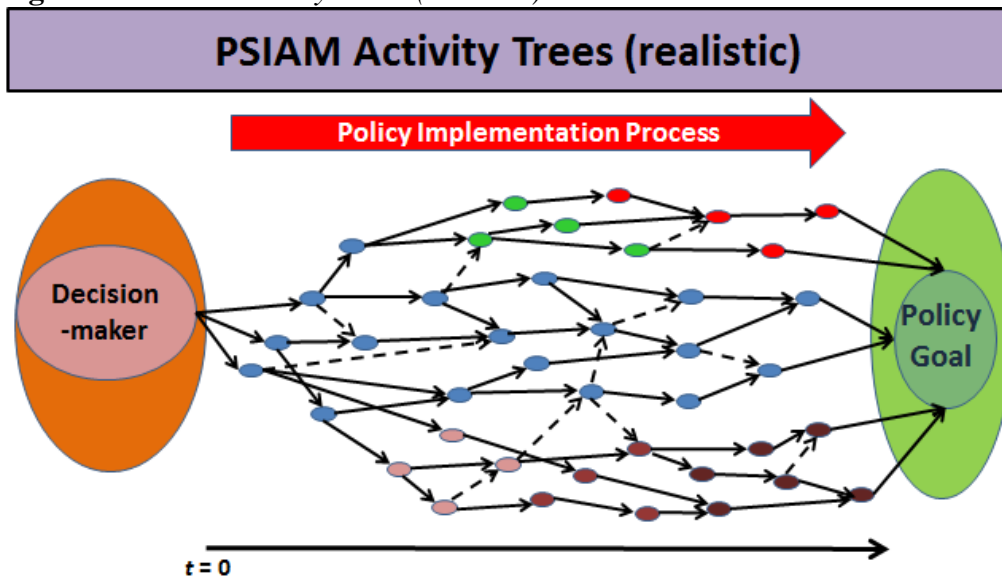 PSIAM Activity Trees (realistic)
Policy Implementation Process
Decision
-maker
Policy
Goal
t = 0